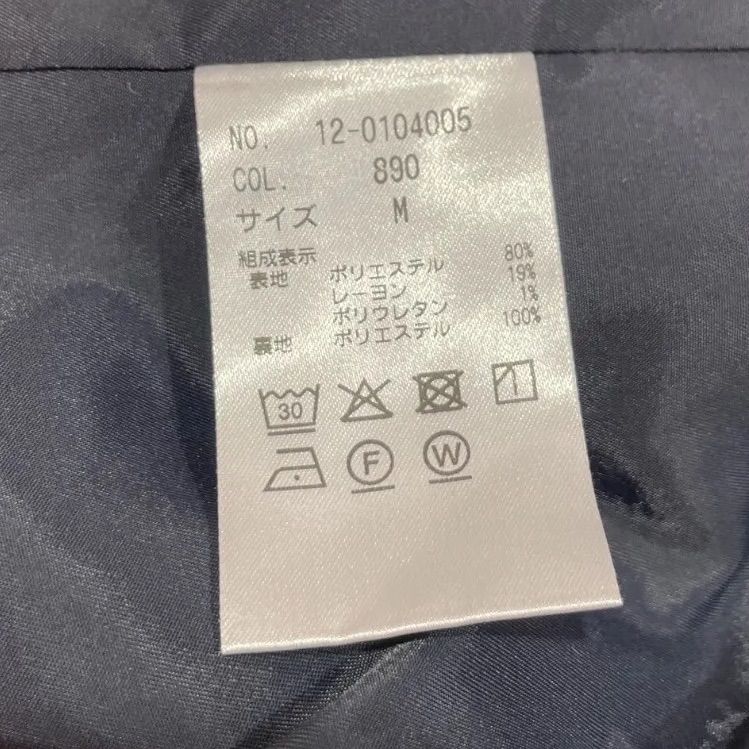 NO. 12-0104005
COL. 890
サイズ M
組成表示
表地 ポリエステル 80%
レーヨン 19%
ポリウレタン 1%
裏地 ポリエステル 100%
30
F W